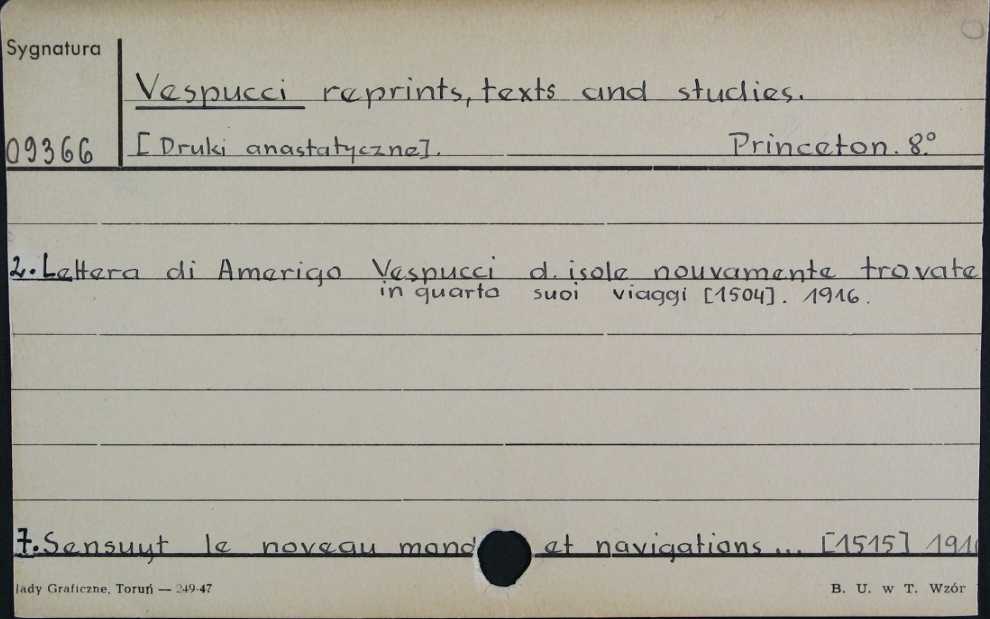 Sygnatura
Vespucci reprints, texts and studies.
09366 [Druki anastatyczne]. Princeton. 8°.
2. Lettera di Amerigo Vespucci d. isole nouvamente trovate
in quarto suoi viaggi [1504]. 1916.
7. Sensuyt le noveau mond et navigations... [1515] 191
lady Graficzne, Toruń — 249-47 B. U. w T. Wzór